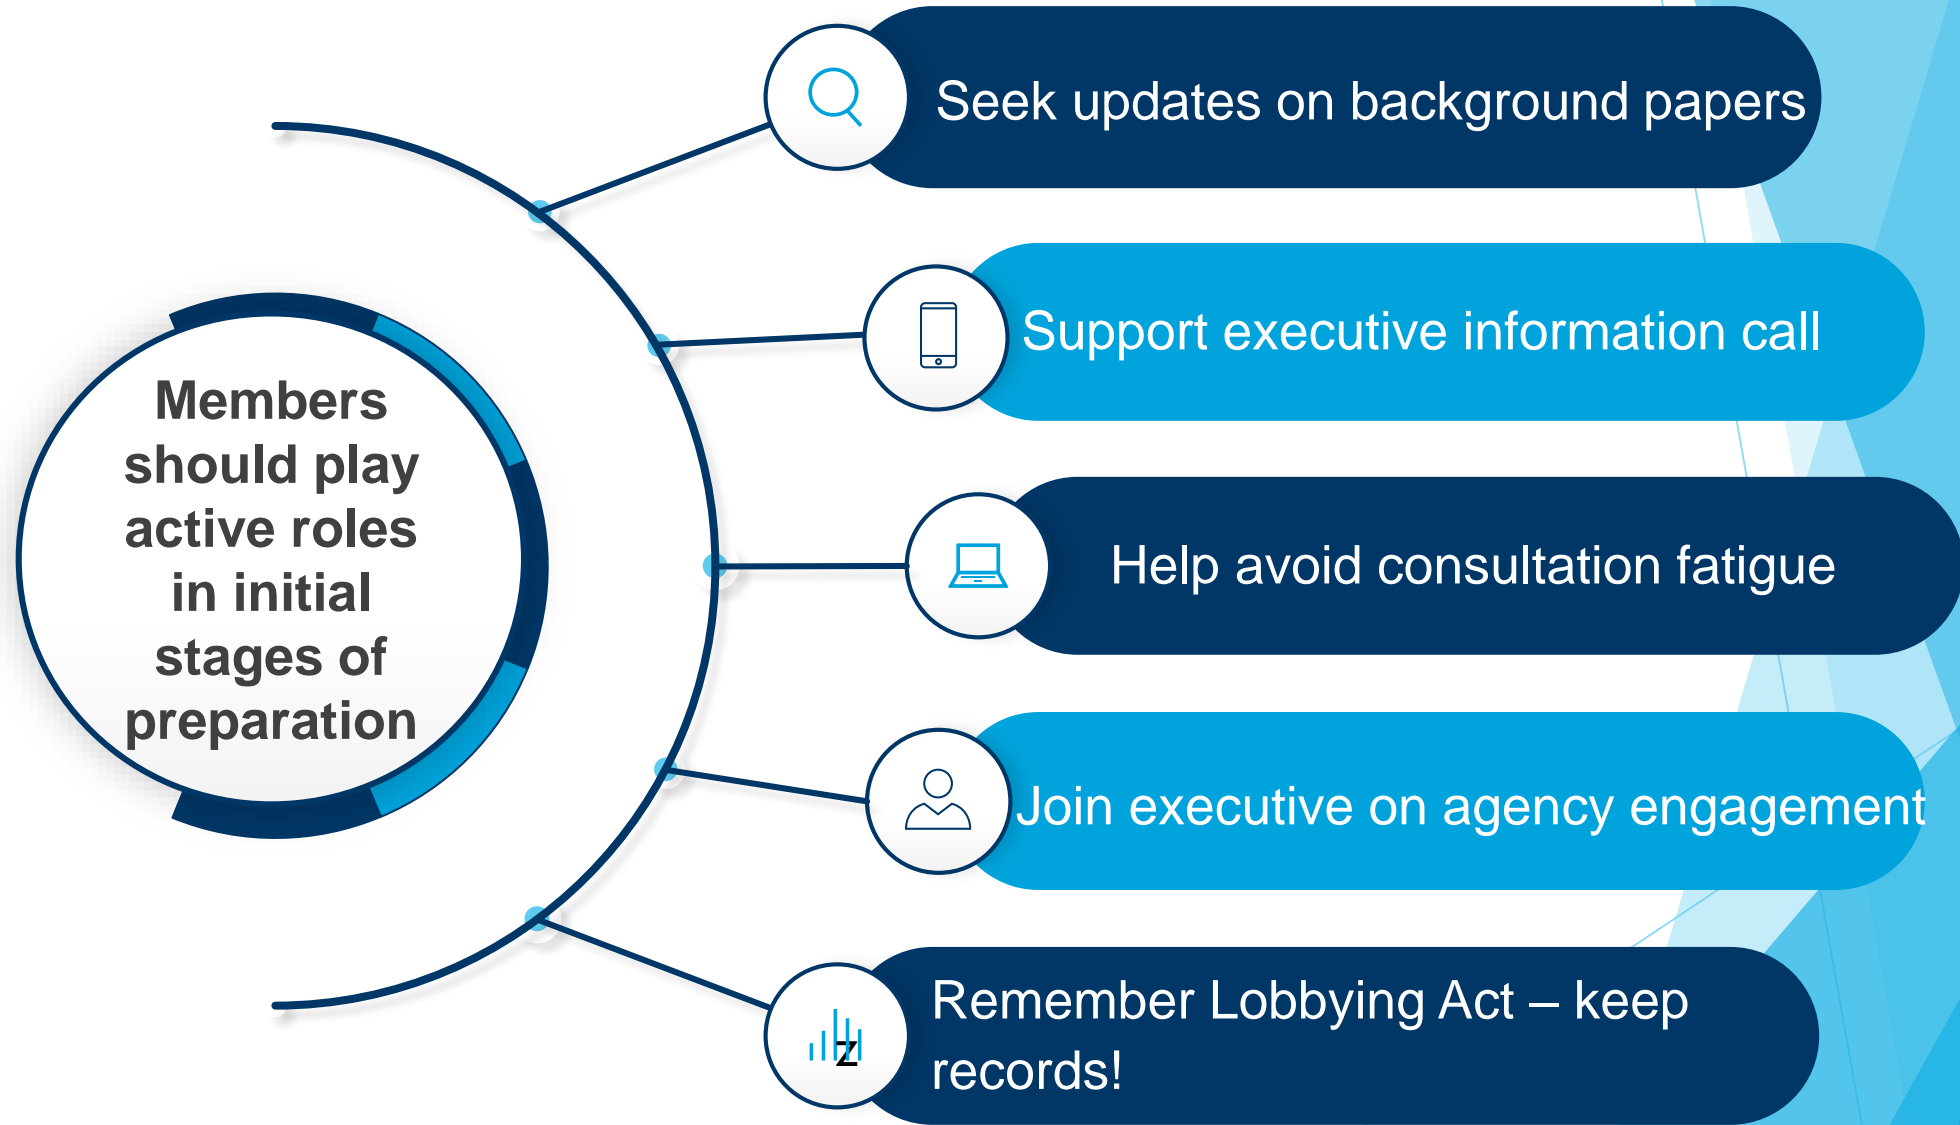 Members
should play
active roles
in initial
stages of
preparation
Seek updates on background papers
Support executive information call
Help avoid consultation fatigue
Join executive on agency engagement
Remember Lobbying Act – keep
records!
z